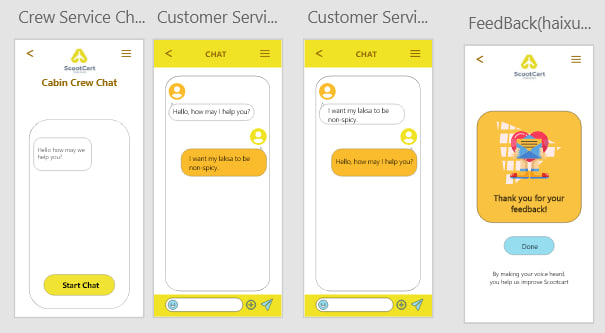 Crew Service Ch...
Customer Servi...
Customer Servi...
FeedBack(haixu...
ScootCart
Cabin Crew Chat
Hello how may we
help you?
Start Chat
CHAT
Hello, how may I help you?
I want my laksa to be
non-spicy.
CHAT
I want my laksa to be
non-spicy.
Hello, how may I help you?
ScootCart
Thank you for your
feedback!
Done
By making your voice heard,
you help us improve Scootcart